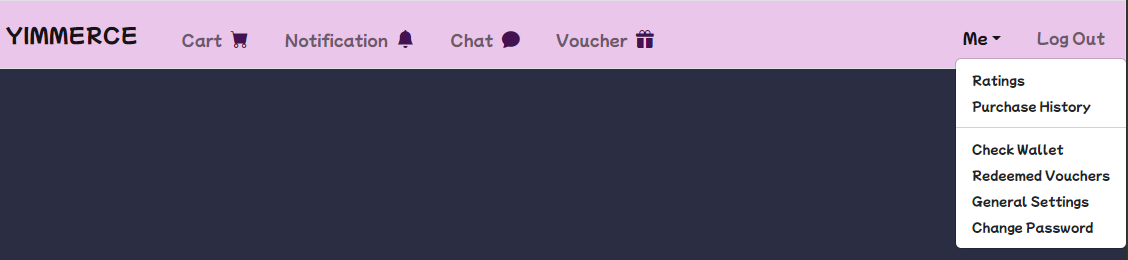 YIMMERCE Cart Notification Chat Voucher Me Log Out
Ratings
Purchase History
Check Wallet
Redeemed Vouchers
General Settings
Change Password